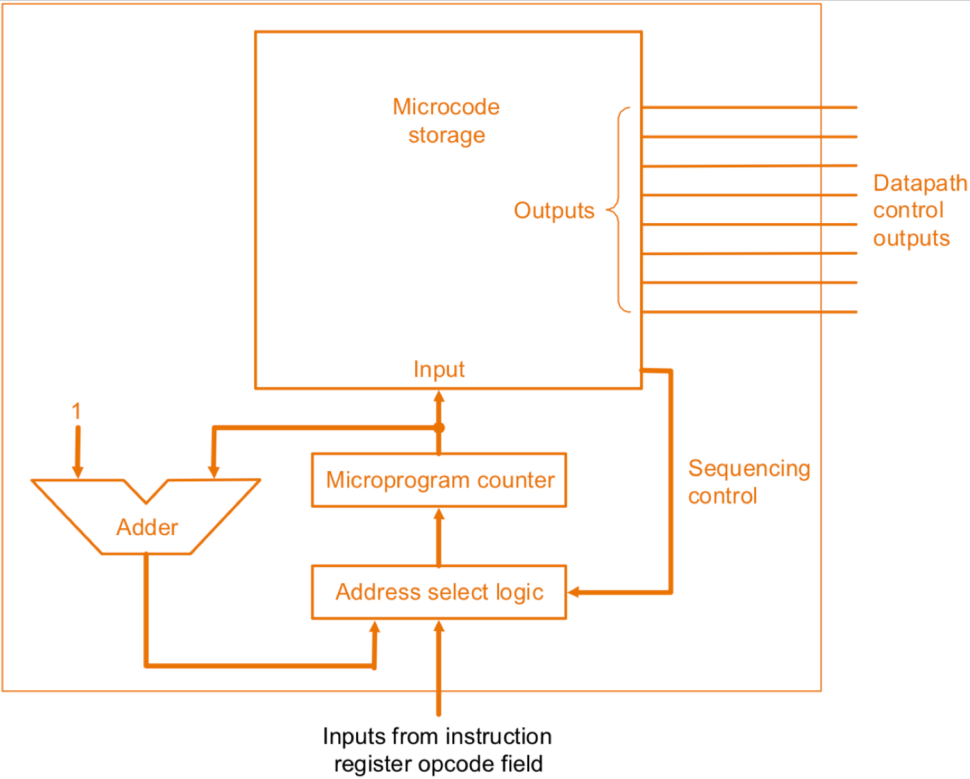 Microcode
storage
Outputs
Datapath
control
outputs
Input
1
Microprogram counter
Sequencing
control
Adder
Address select logic
Inputs from instruction
register opcode field